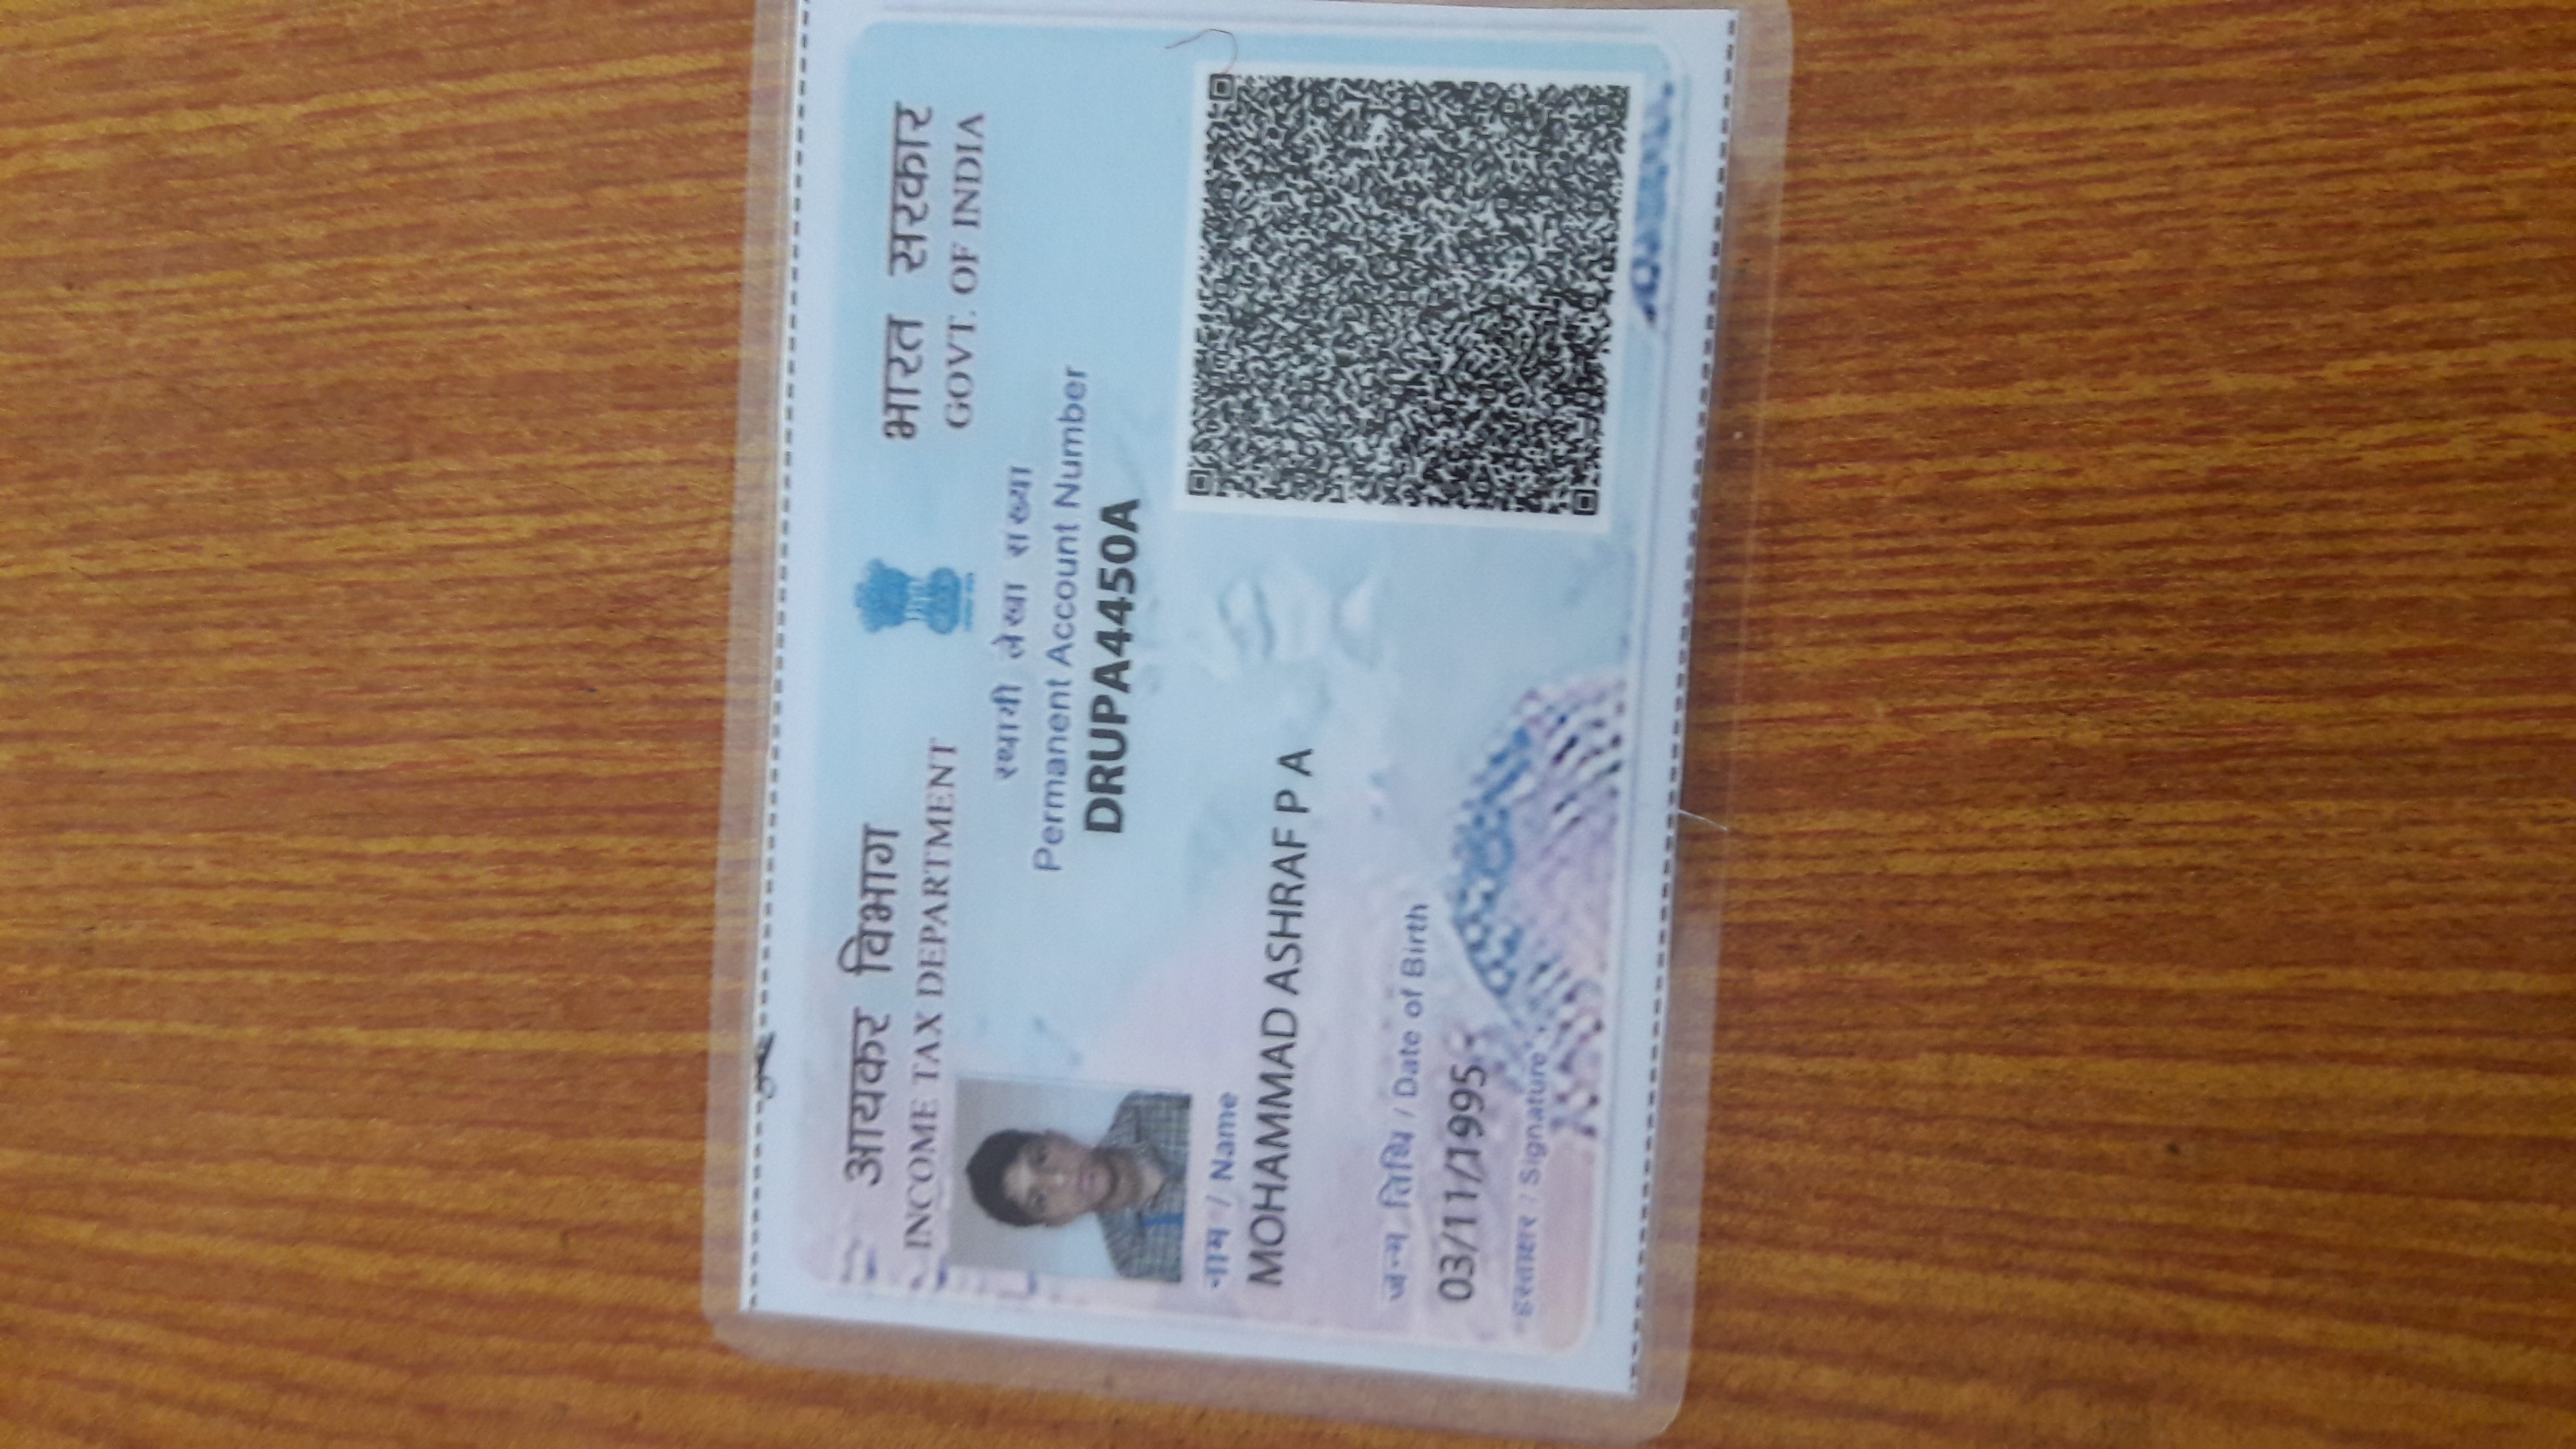 आयकर विभाग
INCOME TAX DEPARTMENT
भारत सरकार
GOVT. OF INDIA
स्थायी लेखा संख्या
Permanent Account Number
DRUPA4450A
नाम / Name
MOHAMMAD ASHRAF P A
जन्म तिथि / Date of Birth
03/11/1995
हस्ताक्षर / Signature